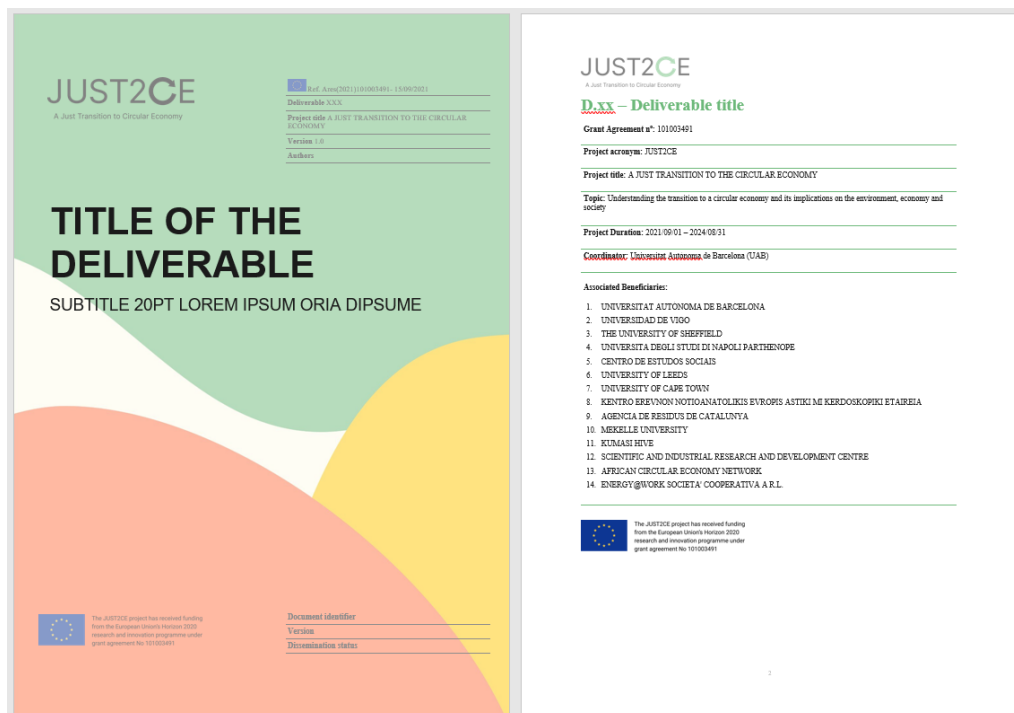 JUST2CE
A Just Transition to Circular Economy
Ref. Ares(2021)101003491- 15/09/2021
Deliverable XXX
Project title A JUST TRANSITION TO THE CIRCULAR
ECONOMY
Version 1.0
Authors
TITLE OF THE
DELIVERABLE
SUBTITLE 20PT LOREM IPSUM ORIA DIPSUME
The JUST2CE project has received funding
from the European Union's Horizon 2020
research and innovation programme under
grant agreement No 101003491
Document identifier
Version
Dissemination status
JUST2CE
A Just Transition to Circular Economy
D.xx – Deliverable title
Grant Agreement nº: 101003491
Project acronym: JUST2CE
Project title: A JUST TRANSITION TO THE CIRCULAR ECONOMY
Topic: Understanding the transition to a circular economy and its implications on the environment, economy and
society
Project Duration: 2021/09/01 – 2024/08/31
Coordinator: Universitat Autonoma de Barcelona (UAB)
Associated Beneficiaries:
1. UNIVERSITAT AUTÒNOMA DE BARCELONA
2. UNIVERSIDAD DE VIGO
3. THE UNIVERSITY OF SHEFFIELD
4. UNIVERSITA DEGLI STUDI DI NAPOLI PARTHENOPE
5. CENTRO DE ESTUDOS SOCIAIS
6. UNIVERSITY OF LEEDS
7. UNIVERSITY OF CAPE TOWN
8. KENTRO EREVNON NOTIOANATOLIKIS EVROPIS ASTIKI MI KERDOSKOPIKI ETAIREIA
9. AGENCIA DE RESIDUS DE CATALUNYA
10. MEKELLE UNIVERSITY
11. KUMASI HIVE
12. SCIENTIFIC AND INDUSTRIAL RESEARCH AND DEVELOPMENT CENTRE
13. AFRICAN CIRCULAR ECONOMY NETWORK
14. ENERGY@WORK SOCIETA' COOPERATIVA A R.L.
The JUST2CE project has received funding
from the European Union's Horizon 2020
research and innovation programme under
grant agreement No 101003491
2